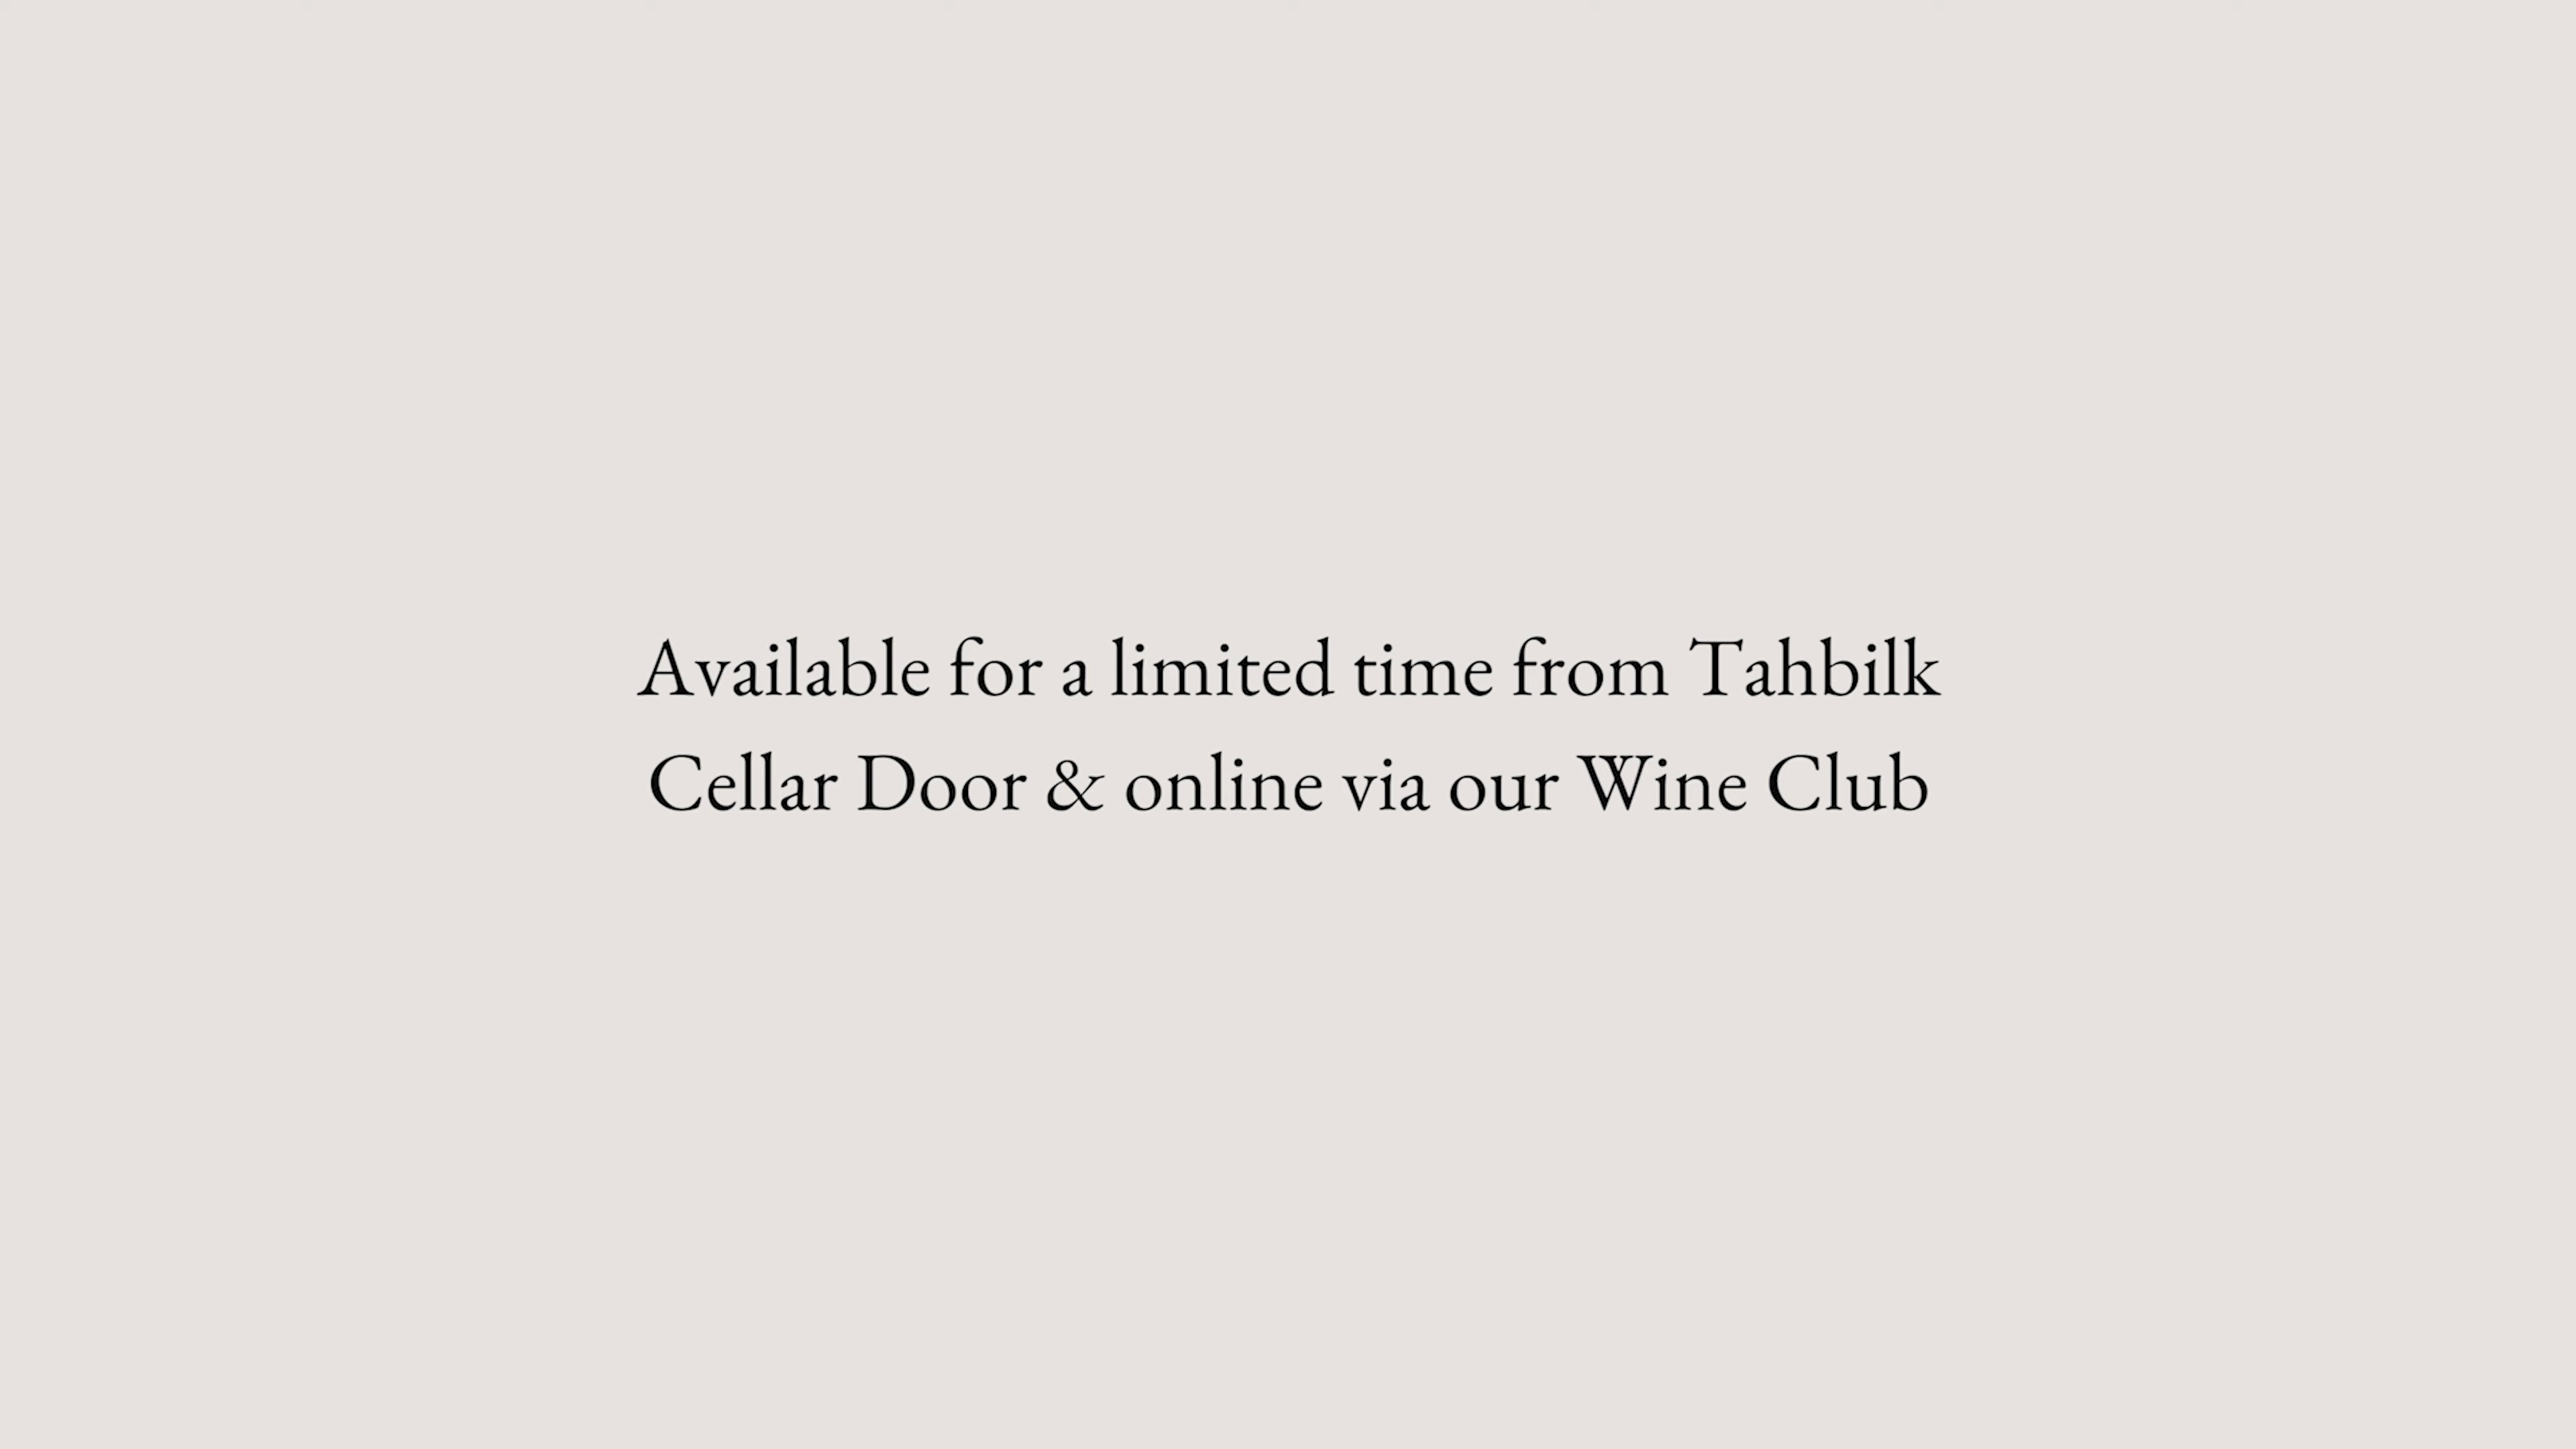 Available for a limited time from Tahbilk
Cellar Door & online via our Wine Club